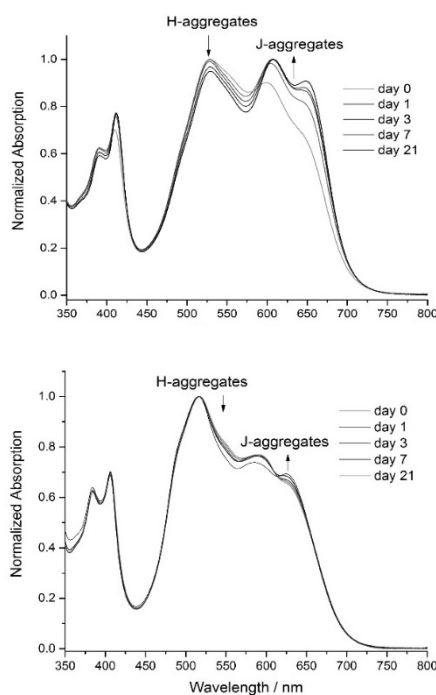 H-aggregates
J-aggregates
day 0
day 1
day 3
day 7
day 21
Normalized Absorption
1.0
0.8
0.6
0.4
0.2
0.0
350 400 450 500 550 600 650 700 750 800
H-aggregates
J-aggregates
day 0
day 1
day 3
day 7
day 21
Normalized Absorption
1.0
0.8
0.6
0.4
0.2
0.0
350 400 450 500 550 600 650 700 750 800
Wavelength / nm